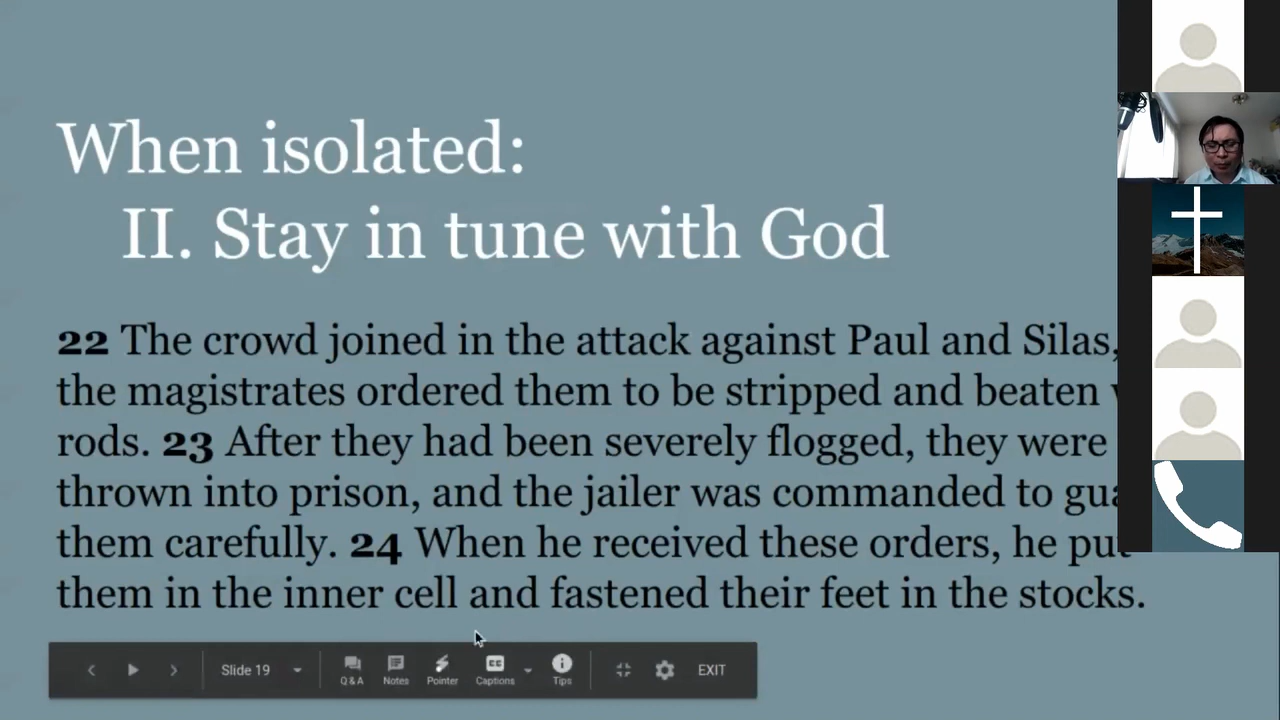 When isolated:
II. Stay in tune with God
22 The crowd joined in the attack against Paul and Silas,
the magistrates ordered them to be stripped and beaten
rods. 23 After they had been severely flogged, they were
thrown into prison, and the jailer was commanded to
them carefully. 24 When he received these orders, he put
them in the inner cell and fastened their feet in the stocks.
Slide 19
Q & A Notes Pointer Captions Tips
EXIT